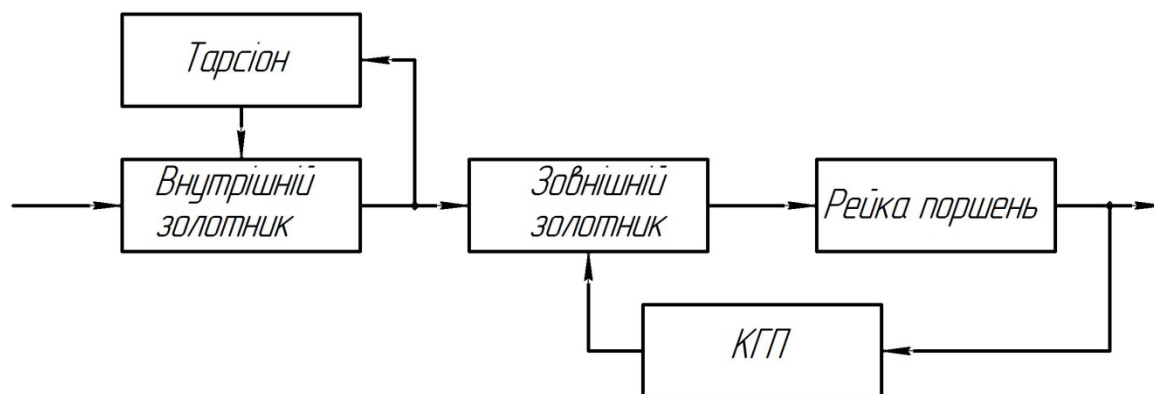 Тарсіон
Внутрішній
золотник
Зовнішній
золотник
Рейка поршень
КГП